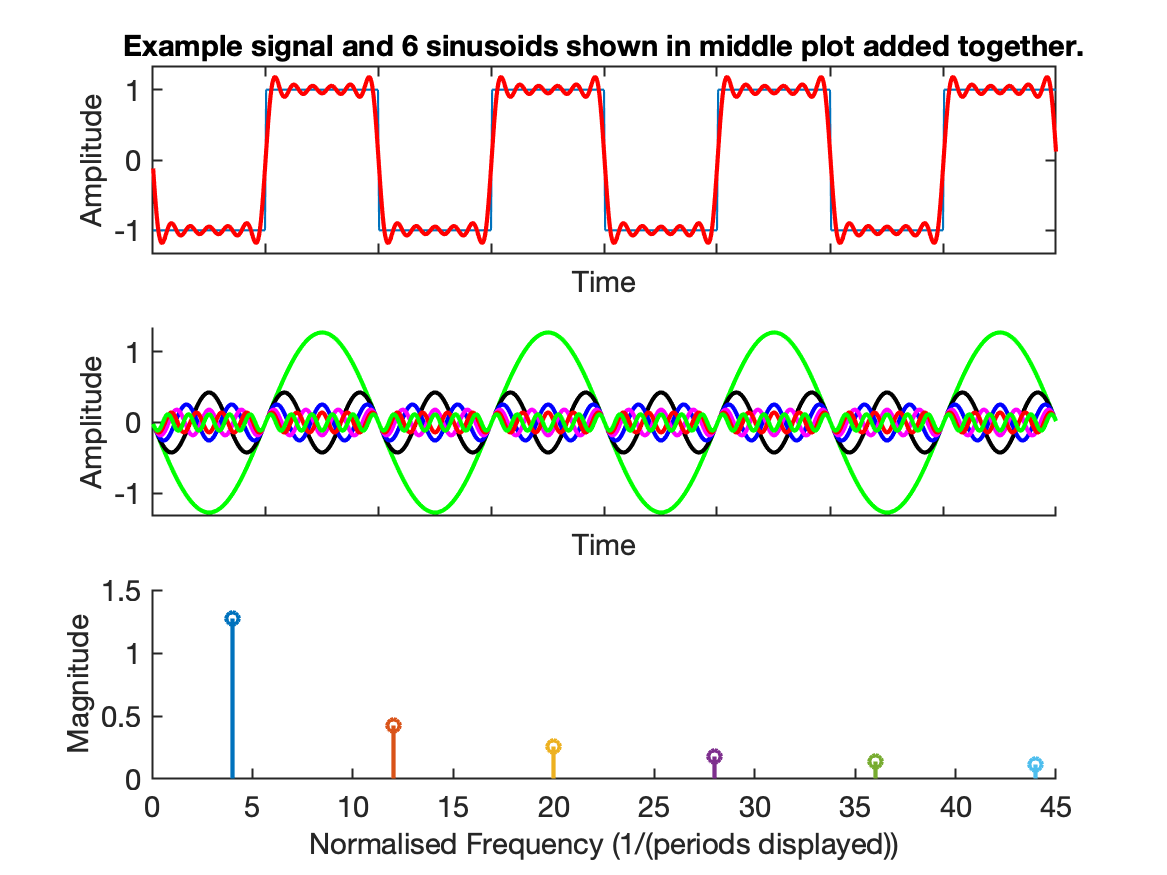 Example signal and 6 sinusoids shown in middle plot added together.
1
0
-1
Amplitude
Time
1
0
-1
Amplitude
Time
1.5
1
0.5
0
Magnitude
0 5 10 15 20 25 30 35 40 45
Normalised Frequency (1/(periods displayed))